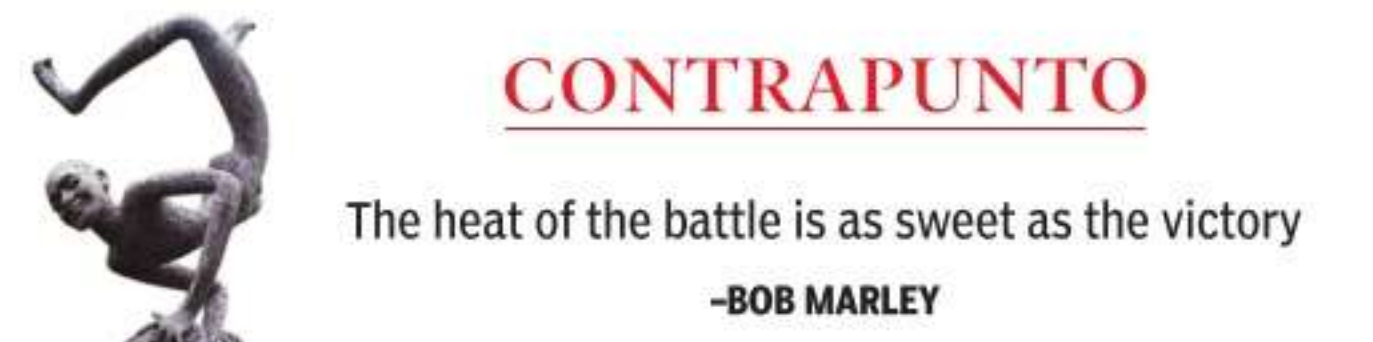 CONTRAPUNTO
The heat of the battle is as sweet as the victory
–BOB MARLEY